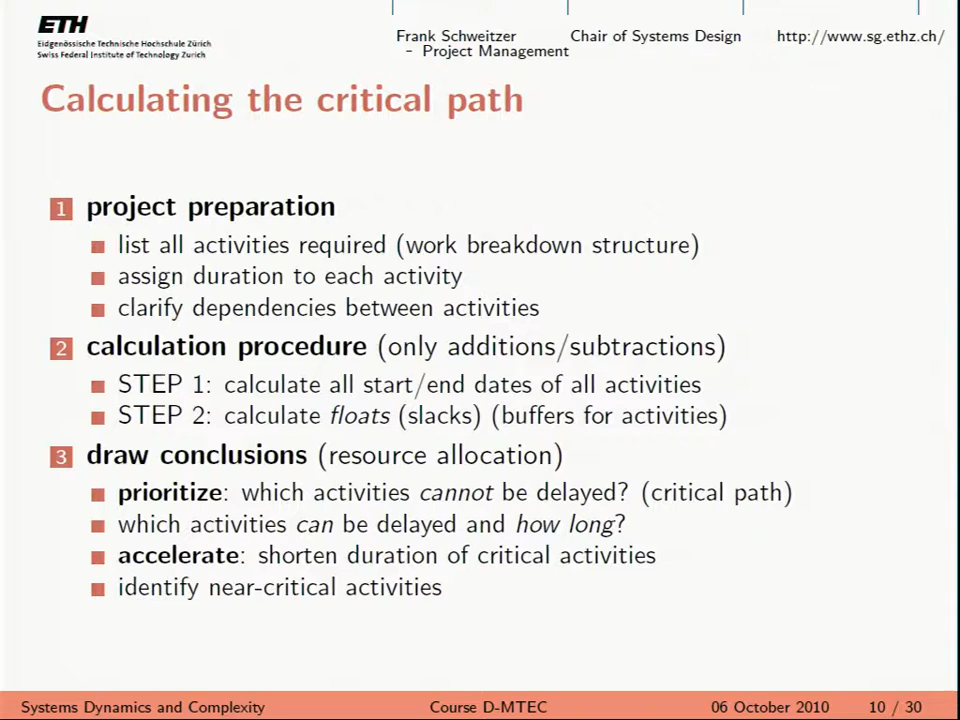 ETH
Eidgenössische Technische Hochschule Zürich
Swiss Federal Institute of Technology Zurich
Frank Schweitzer
– Project Management
Chair of Systems Design
http://www.sg.ethz.ch/
Calculating the critical path
1 project preparation
list all activities required (work breakdown structure)
assign duration to each activity
clarify dependencies between activities
2 calculation procedure (only additions/subtractions)
STEP 1: calculate all start/end dates of all activities
STEP 2: calculate floats (slacks) (buffers for activities)
3 draw conclusions (resource allocation)
prioritize: which activities cannot be delayed? (critical path)
which activities can be delayed and how long?
accelerate: shorten duration of critical activities
identify near-critical activities
Systems Dynamics and Complexity Course D-MTEC 06 October 2010 10 / 30